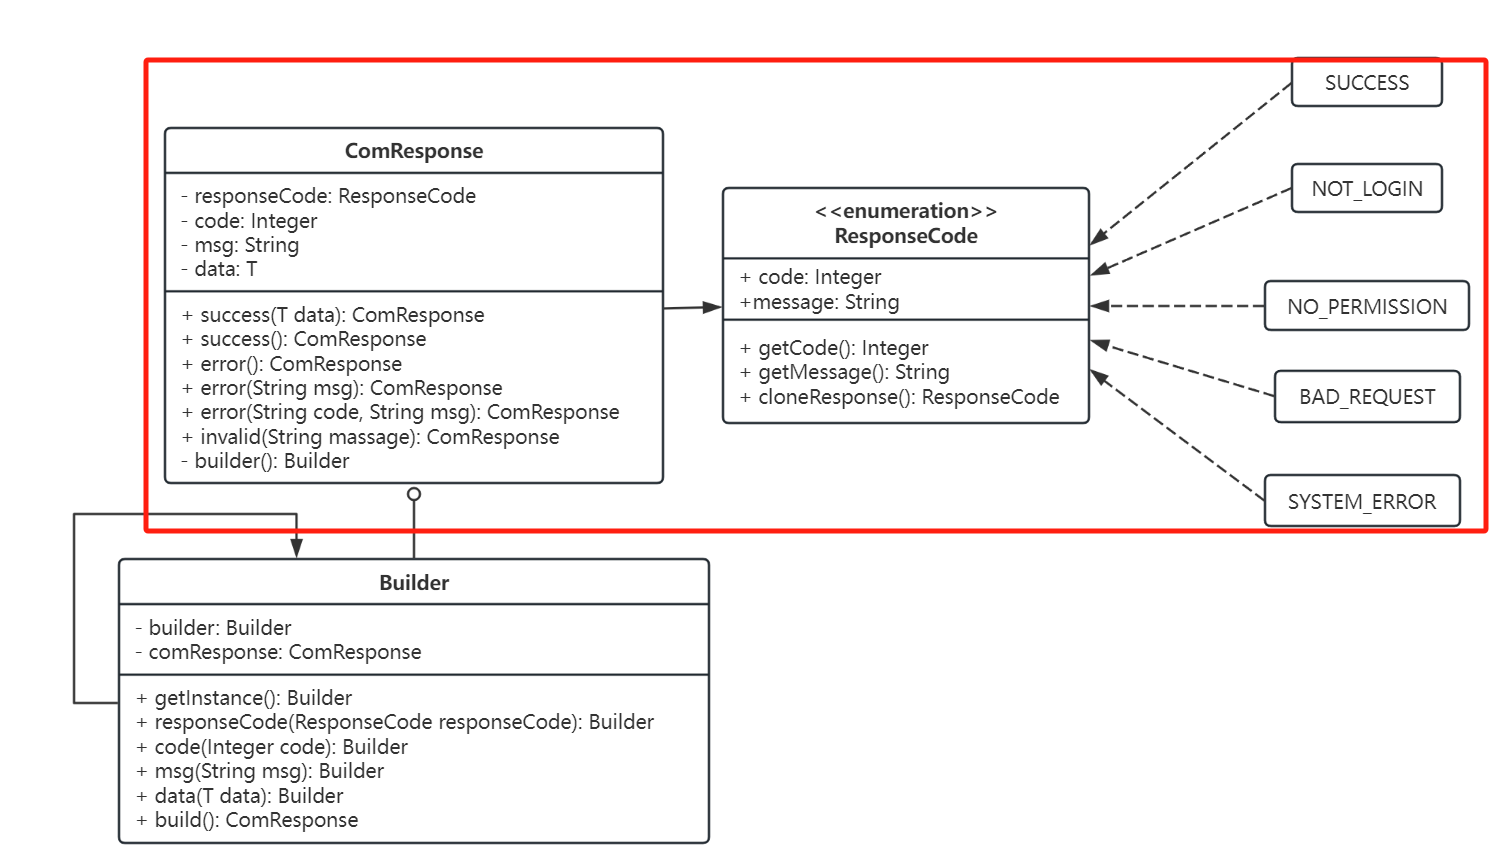 ComResponse
- responseCode: ResponseCode
- code: Integer
- msg: String
- data: T
+ success(T data): ComResponse
+ success(): ComResponse
+ error(): ComResponse
+ error(String msg): ComResponse
+ error(String code, String msg): ComResponse
+ invalid(String massage): ComResponse
- builder(): Builder
<<enumeration>>
ResponseCode
+ code: Integer
+message: String
+ getCode(): Integer
+ getMessage(): String
+ cloneResponse(): ResponseCode
SUCCESS
NOT_LOGIN
NO_PERMISSION
BAD_REQUEST
SYSTEM_ERROR
Builder
- builder: Builder
- comResponse: ComResponse
+ getInstance(): Builder
+ responseCode(ResponseCode responseCode): Builder
+ code(Integer code): Builder
+ msg(String msg): Builder
+ data(T data): Builder
+ build(): ComResponse